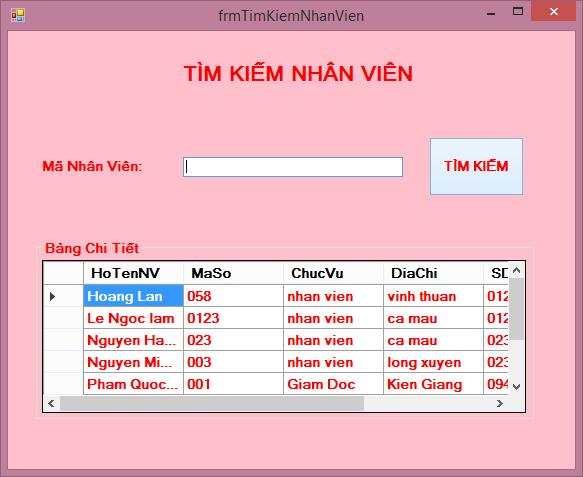 frmTimKiemNhanVien
TÌM KIẾM NHÂN VIÊN
Mã Nhân Viên:
TÌM KIẾM
Bảng Chi Tiết
HoTenNV MaSo ChucVu DiaChi SD
Hoang Lan 058 nhan vien vinh thuan 012
Le Ngoc lam 0123 nhan vien ca mau 012
Nguyen Ha... 023 nhan vien ca mau 023
Nguyen Mi... 003 nhan vien long xuyen 023
Pham Quoc... 001 Giam Doc Kien Giang 094